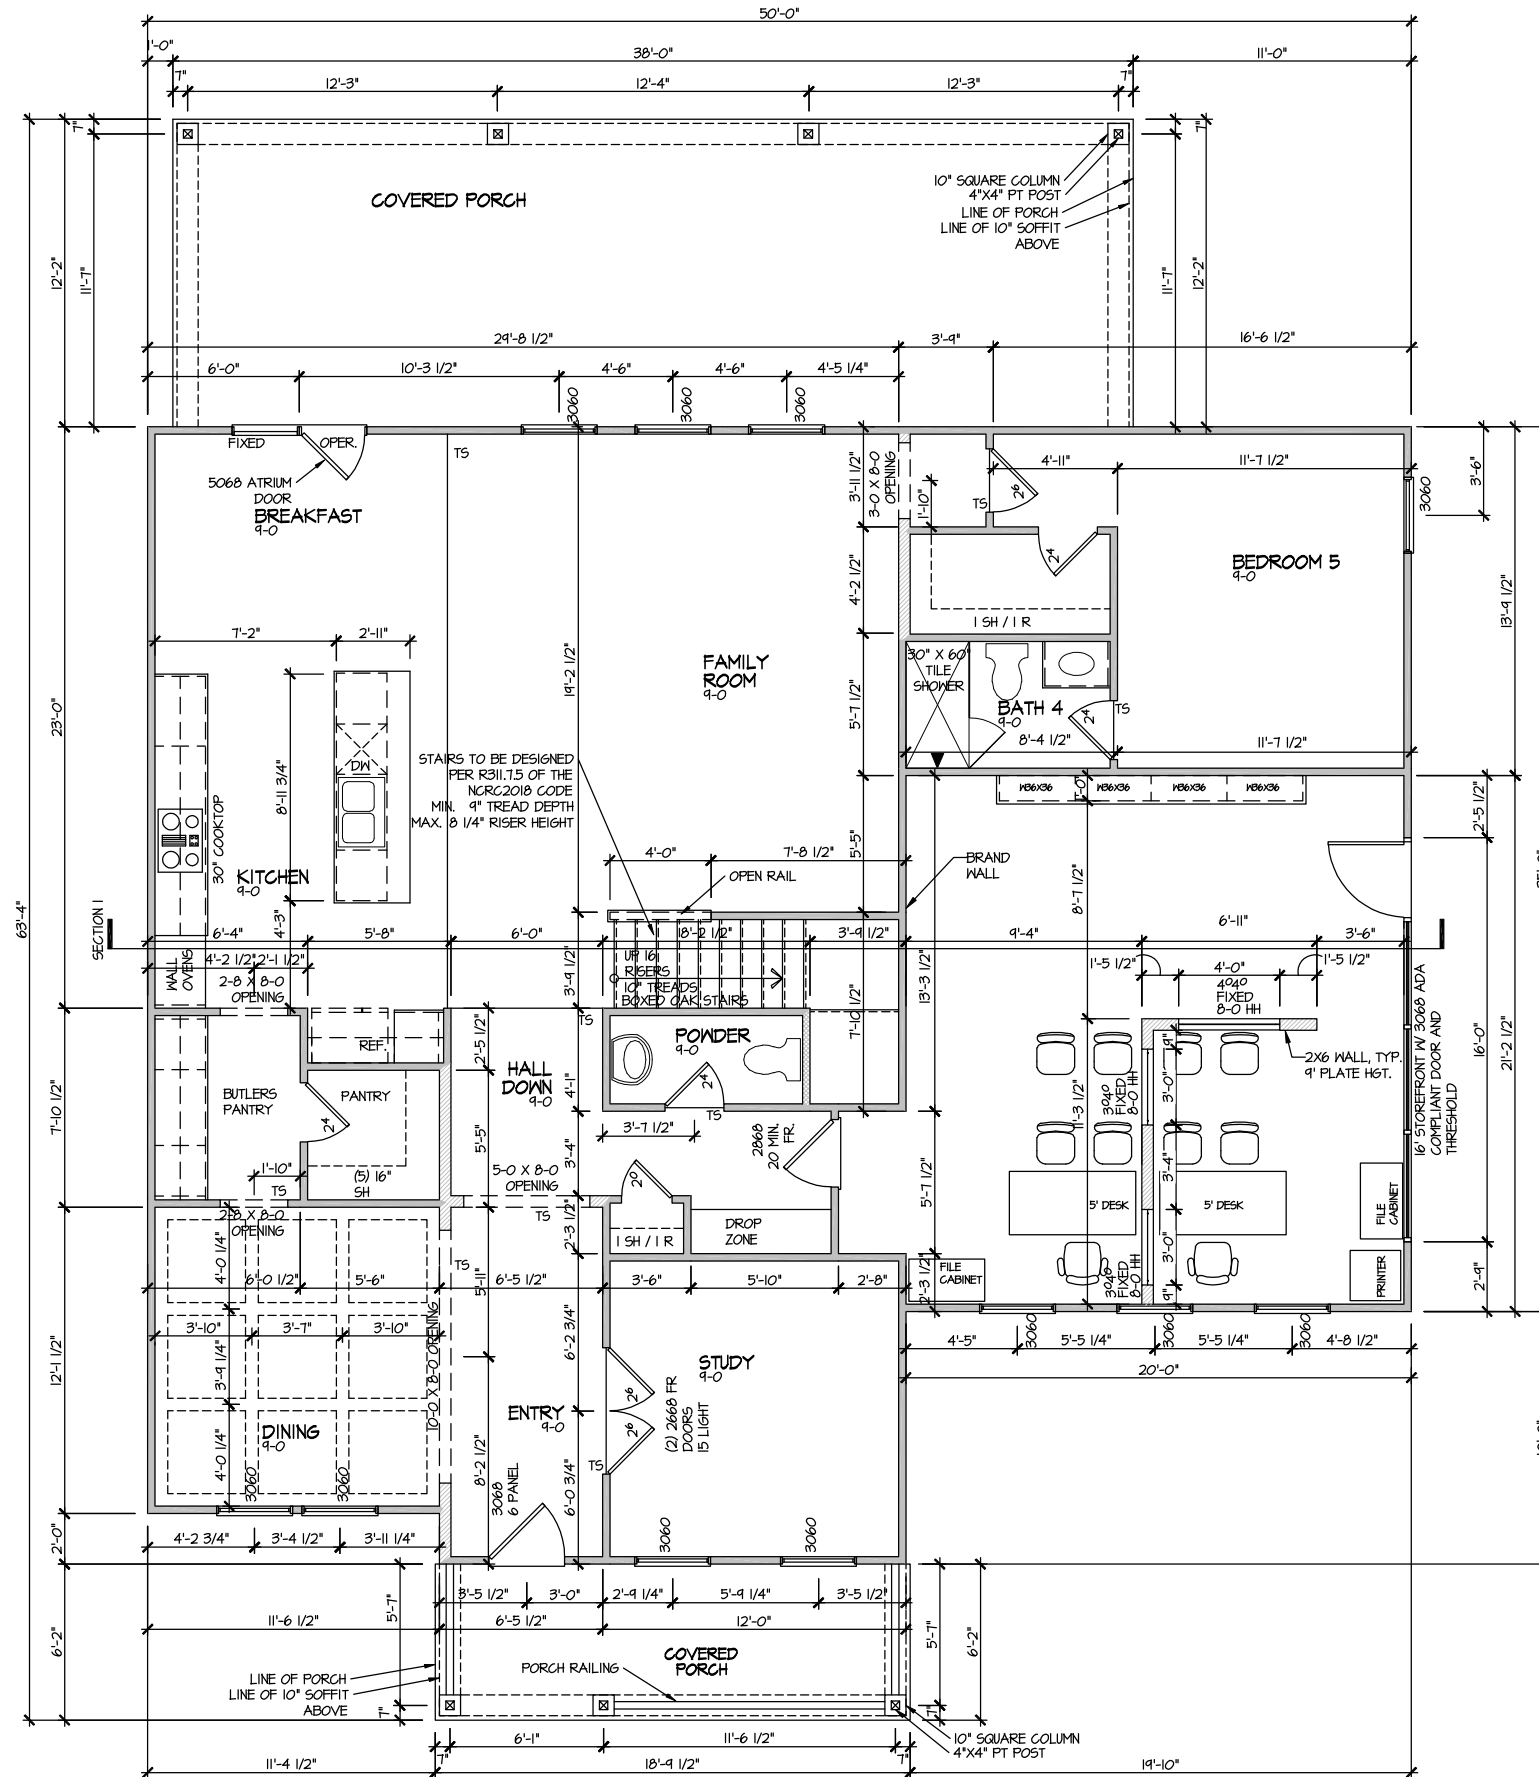 50'-0"
1'-0"
38'-0"
11'-0"
7"
12'-3"
12'-4"
12'-3"
7"
7"
7"
10" SQUARE COLUMN
4"X4" PT POST
LINE OF PORCH
LINE OF 10" SOFFIT
ABOVE
COVERED PORCH
12'-2"
11'-7"
11'-7"
12'-2"
29'-8 1/2"
3'-9"
16'-6 1/2"
6'-0"
10'-3 1/2"
4'-6"
4'-6"
4'-5 1/4"
3060
3060
3060
FIXED
OPER.
TS
5068 ATRIUM
DOOR
BREAKFAST
9-0
3'-11 1/2"
3-0 X 8-0
OPENING
1'-10"
TS
2⁶
4'-11"
11'-7 1/2"
3060
3'-6"
2⁴
BEDROOM 5
9-0
4'-2 1/2"
1 SH / 1 R
13'-9 1/2"
7'-2"
2'-11"
19'-2 1/2"
FAMILY
ROOM
9-0
30" X 60"
TILE
SHOWER
BATH 4
9-0
2⁴
TS
5'-7 1/2"
8'-4 1/2"
11'-7 1/2"
23'-0"
STAIRS TO BE DESIGNED
PER R311.7.5 OF THE
NCRC2018 CODE
MIN. 9" TREAD DEPTH
MAX. 8 1/4" RISER HEIGHT
DW
8'-11 3/4"
30" COOKTOP
KITCHEN
9-0
W36X36
W36X36
W36X36
W36X36
1'-0"
2'-5 1/2"
5'-5"
4'-0"
7'-8 1/2"
OPEN RAIL
BRAND
WALL
8'-7 1/2"
63'-4"
SECTION 1
6'-4"
4'-3"
5'-8"
6'-0"
8'-2 1/2"
3'-9 1/2"
9'-4"
6'-11"
3'-6"
WALL
OVENS
4'-2 1/2"
2'-1 1/2"
2-8 X 8-0
OPENING
3'-9 1/2"
UP 16
RISERS
10" TREADS
BOXED OAK STAIRS
13'-3 1/2"
1'-5 1/2"
4'-0"
1'-5 1/2"
4⁰4⁰
FIXED
8-0 HH
TS
7'-10 1/2"
POWDER
9-0
REF.
2'-5 1/2"
HALL
DOWN
9-0
4'-1"
2⁴
TS
BUTLERS
PANTRY
PANTRY
2⁴
7'-10 1/2"
(5) 16"
SH
1'-10"
TS
5'-5"
5-0 X 8-0
OPENING
TS
3'-7 1/2"
3'-4"
2868
20 MIN.
FR.
2⁰
11'-3 1/2"
9"
3'-0"
3⁰4⁰
FIXED
8-0 HH
2X6 WALL, TYP.
9' PLATE HGT.
16' STOREFRONT W/ 3068 ADA
COMPLIANT DOOR AND
THRESHOLD
16'-0"
21'-2 1/2"
3'-4"
5' DESK
5' DESK
FILE
CABINET
2-8 X 8-0
OPENING
2'-3 1/2"
1 SH / 1 R
DROP
ZONE
5'-7 1/2"
4'-0 1/4"
TS
5'-11"
6'-0 1/2"
5'-6"
6'-5 1/2"
3'-6"
5'-10"
2'-8"
2'-3 1/2"
FILE
CABINET
3⁰4⁰
FIXED
8-0 HH
3'-0"
9"
PRINTER
2'-9"
3'-10"
3'-7"
3'-10"
10-0 X 8-0 OPENING
6'-2 3/4"
3060
3060
3060
4'-5"
5'-5 1/4"
5'-5 1/4"
4'-8 1/2"
20'-0"
12'-1 1/2"
3'-9 1/4"
STUDY
9-0
2⁶
(2) 2668 FR
DOORS
15 LIGHT
2⁶
ENTRY
9-0
TS
DINING
9-0
4'-0 1/4"
3060
3060
8'-2 1/2"
3068
6 PANEL
6'-0 3/4"
3060
3060
2'-0"
4'-2 3/4"
3'-4 1/2"
3'-11 1/4"
5'-7"
3'-5 1/2"
3'-0"
2'-9 1/4"
5'-9 1/4"
3'-5 1/2"
11'-6 1/2"
6'-5 1/2"
12'-0"
6'-2"
5'-7"
6'-2"
COVERED
PORCH
PORCH RAILING
LINE OF PORCH
LINE OF 10" SOFFIT
ABOVE
7"
7"
10" SQUARE COLUMN
4"X4" PT POST
7"
6'-1"
11'-6 1/2"
7"
11'-4 1/2"
18'-9 1/2"
19'-10"